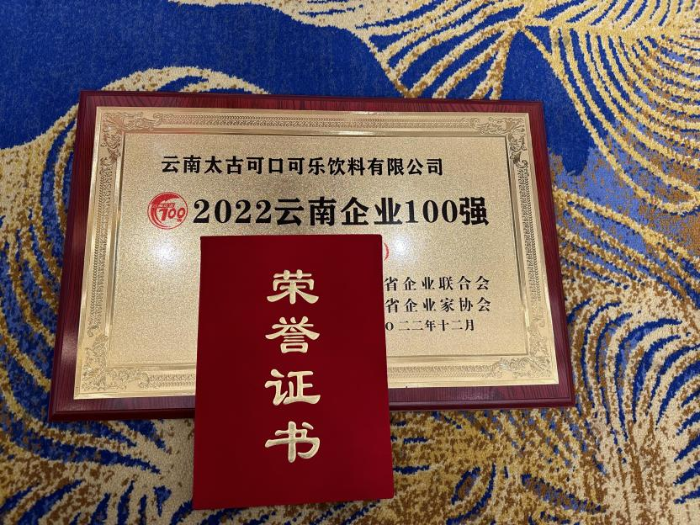 云南太古可口可乐饮料有限公司
100
2022云南企业100强
)
省企业联合会
省企业家协会
O二二年十二月
荣誉证书